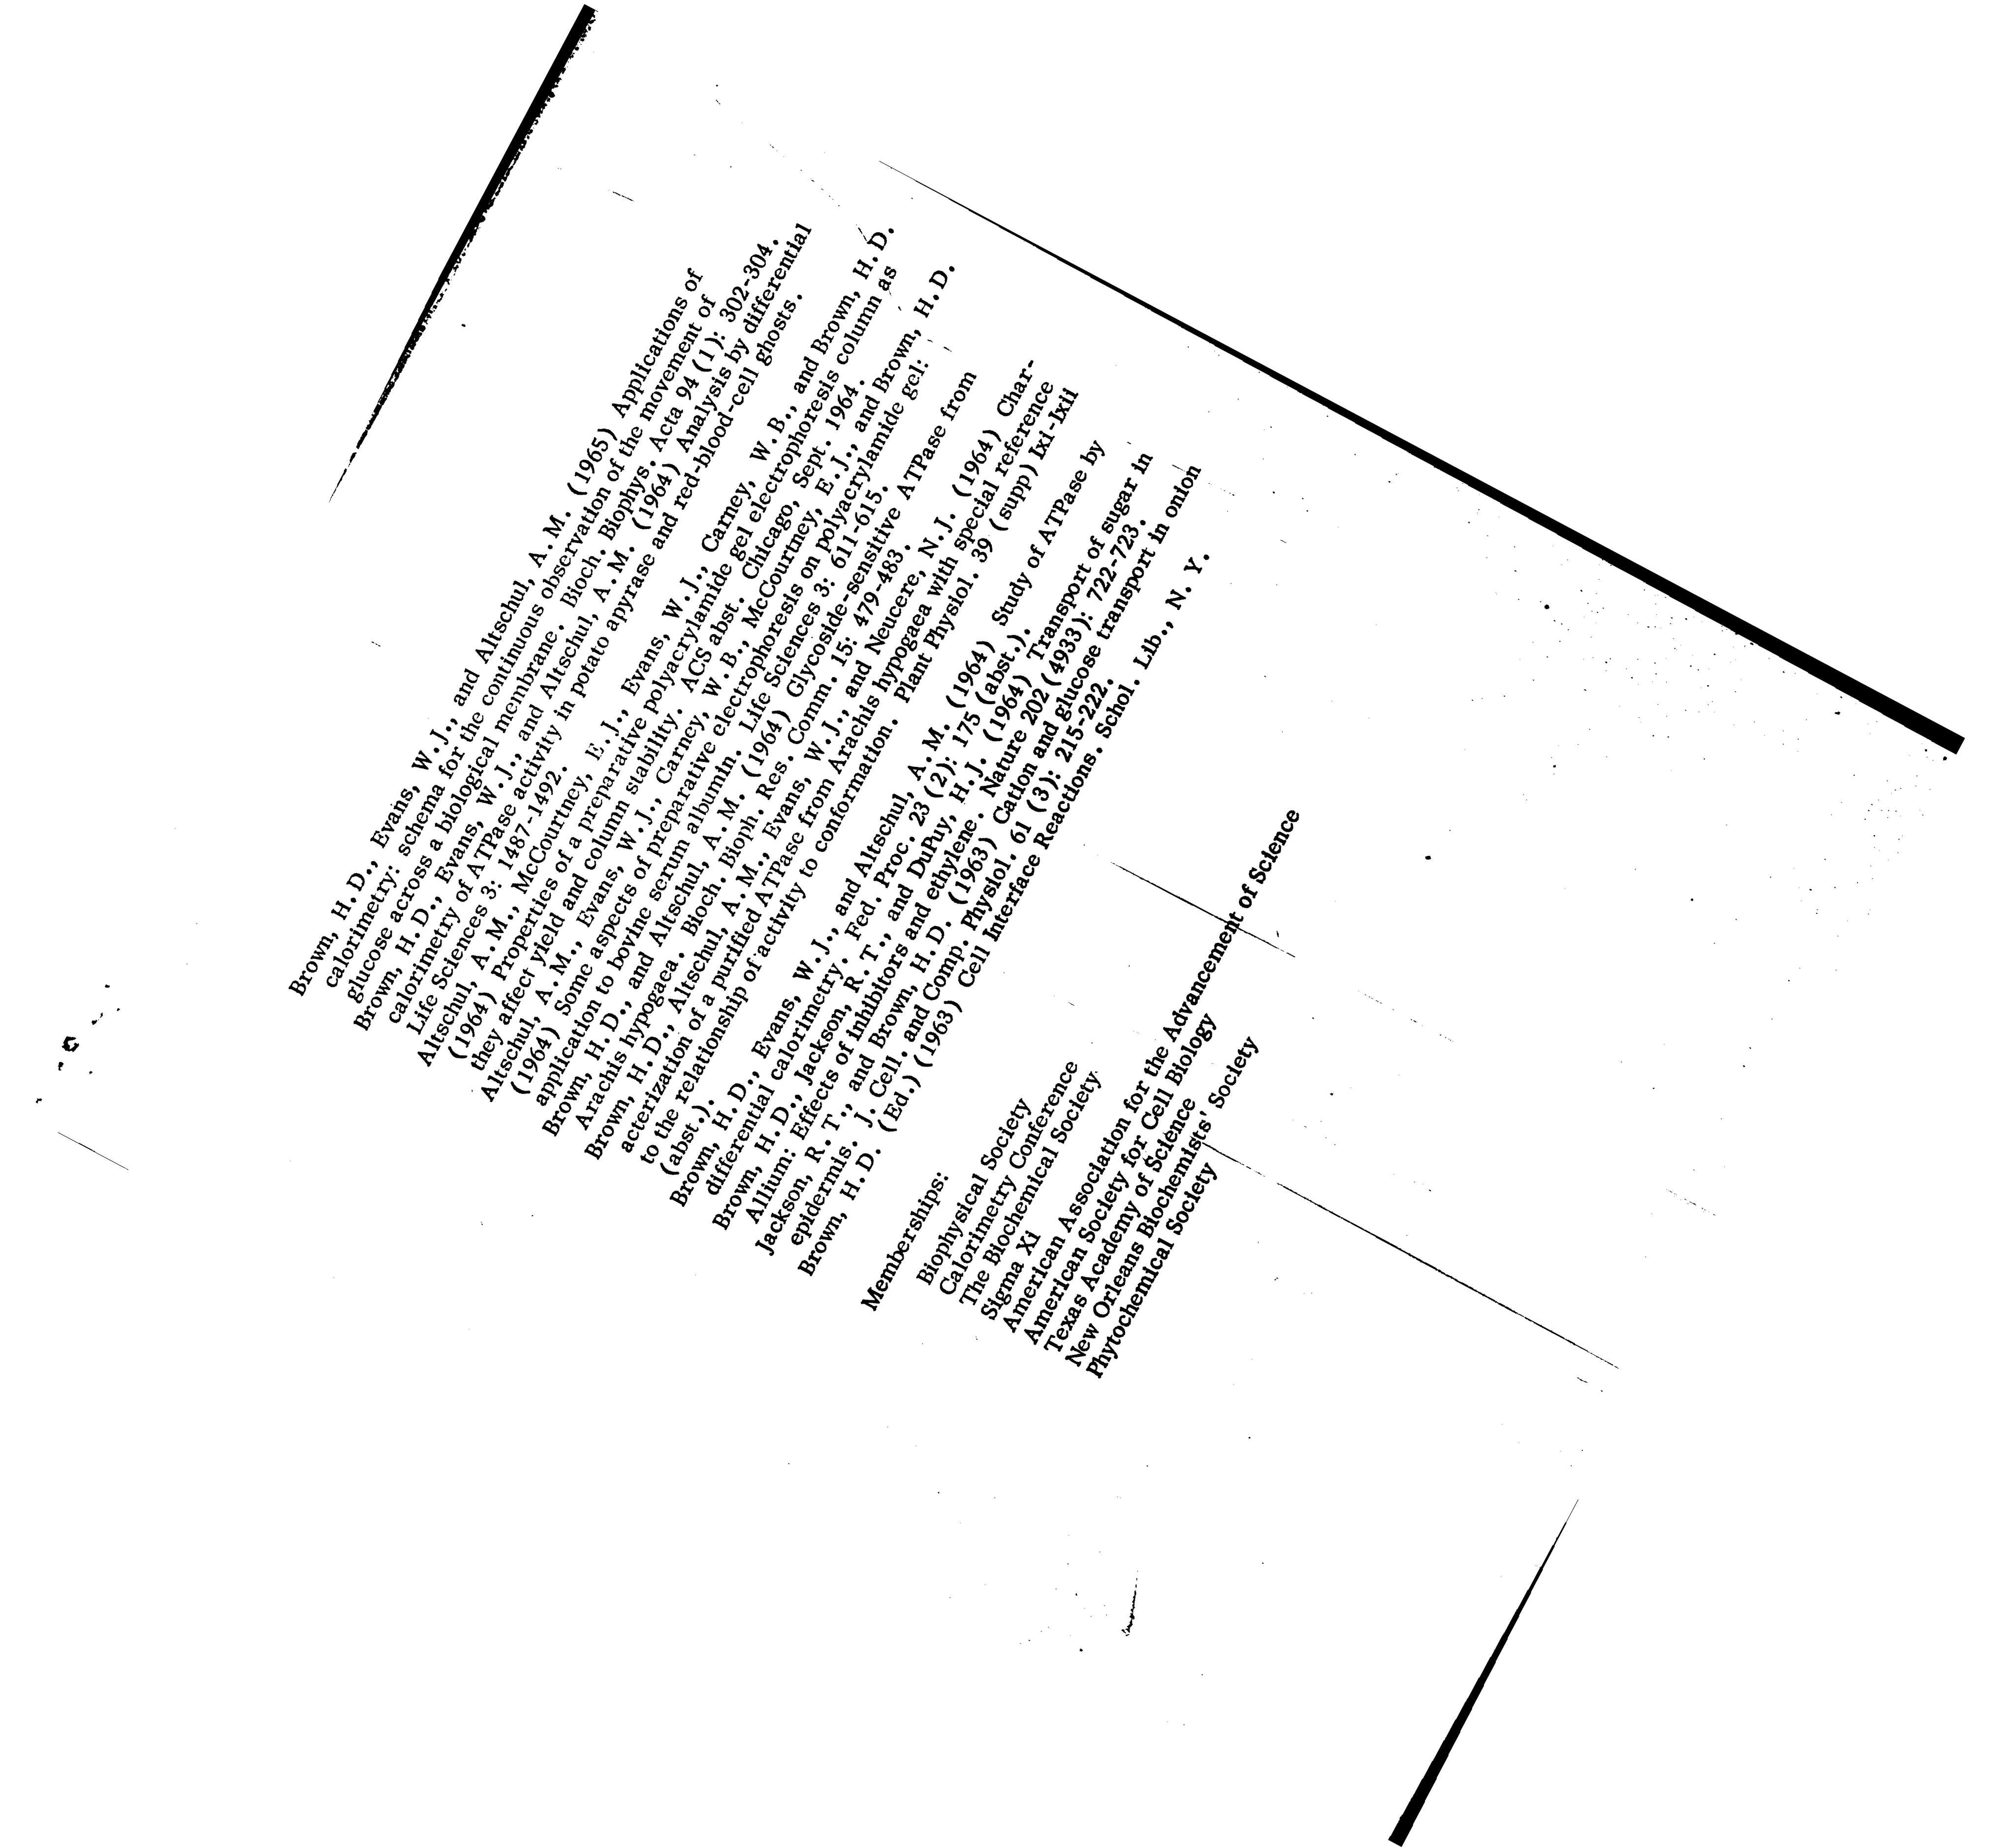 Brown, H.D., Evans, W.J., and Altschul, A.M. (1965) Applications of
calorimetry: schema for the continuous observation of the movement of
glucose across a biological membrane. Bioch. Biophys. Acta 94 (1): 302-304.
Brown, H.D., Evans, W.J., and Altschul, A.M. (1964) Analysis by differential
calorimetry of ATPase activity in potato apyrase and red-blood-cell ghosts.
Life Sciences 3: 1487-1492.
Altschul, A.M., McCourtney, E.J., Evans, W.J., Carney, W.B., and Brown, H.D.
(1964) Properties of a preparative polyacrylamide gel electrophoresis column as
they affect yield and column stability. ACS abst. Chicago, Sept. 1964.
Altschul, A.M., Evans, W.J., Carney, W.B., McCourtney, E.J., and Brown, H.D.
(1964) Some aspects of preparative electrophoresis on polyacrylamide gel:
application to bovine serum albumin. Life Sciences 3: 611-615.
Brown, H.D., and Altschul, A.M. (1964) Glycoside-sensitive ATPase from
Arachis hypogaea. Bioch. Bioph. Res. Comm. 15: 479-483.
Brown, H.D., Altschul, A.M., Evans, W.J., and Neucere, N.J. (1964) Char-
acterization of a purified ATPase from Arachis hypogaea with special reference
to the relationship of activity to conformation. Plant Physiol. 39 (supp) lxi-lxii
(abst.).
Brown, H.D., Evans, W.J., and Altschul, A.M. (1964) Study of ATPase by
differential calorimetry. Fed. Proc. 23 (2): 175 (abst.).
Brown, H.D., Jackson, R.T., and DuPuy, H.J. (1964) Transport of sugar in
Allium: Effects of inhibitors and ethylene. Nature 202 (4933): 722-723.
Jackson, R.T., and Brown, H.D. (1963) Cation and glucose transport in onion
epidermis. J. Cell. and Comp. Physiol. 61 (3): 215-222.
Brown, H.D. (Ed.) (1963) Cell Interface Reactions. Schol. Lib., N.Y.
Memberships:
Biophysical Society
Calorimetry Conference
The Biochemical Society
Sigma Xi
American Association for the Advancement of Science
American Society for Cell Biology
Texas Academy of Science
New Orleans Biochemists' Society
Phytochemical Society